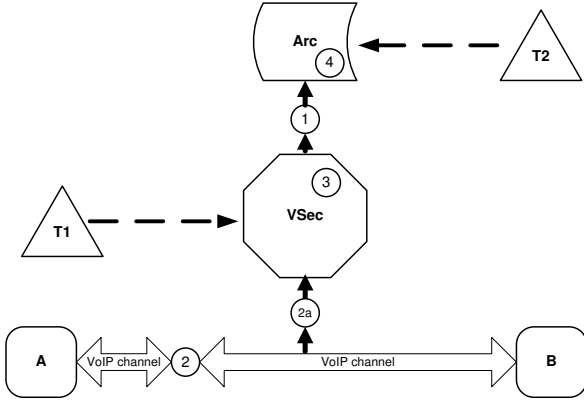 Arc
4
T2
1
3
VSec
T1
2a
A
VoIP channel
2
VoIP channel
B